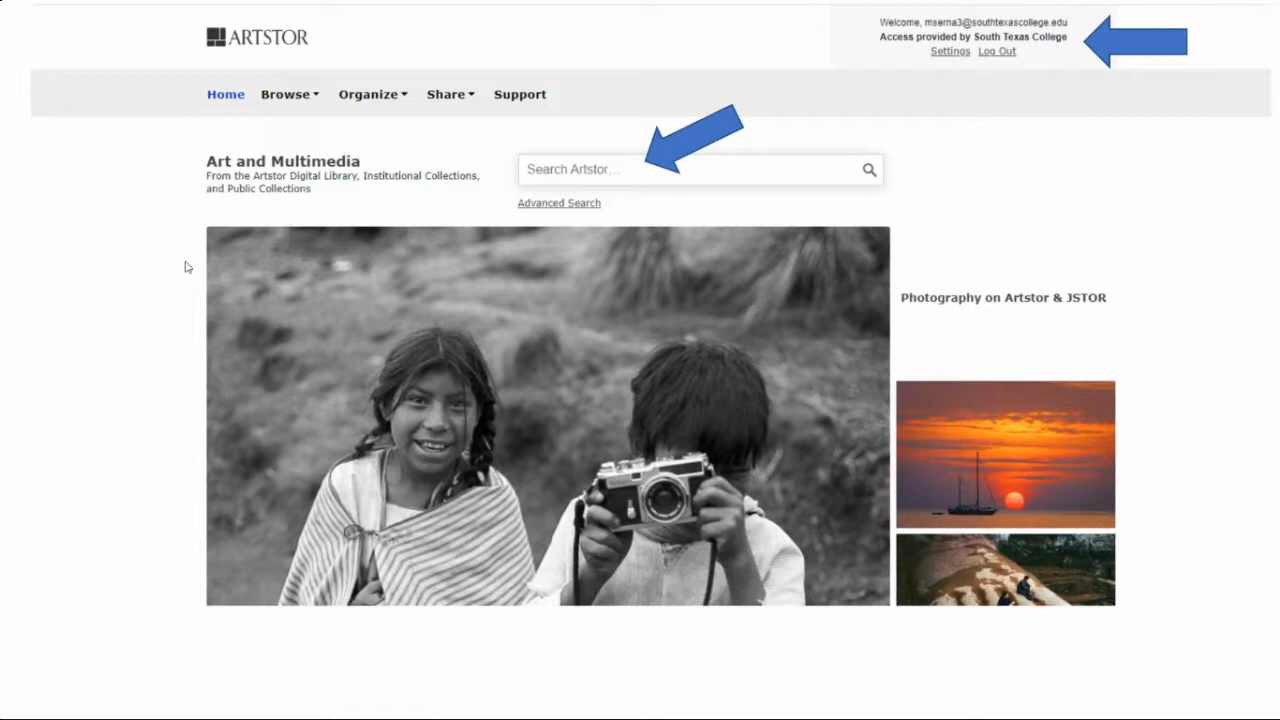 ARTSTOR
Welcome, mserna3@southtexascollege.edu
Access provided by South Texas College
Settings Log Out
Home Browse Organize Share Support
Art and Multimedia
From the Artstor Digital Library, Institutional Collections,
and Public Collections
Search Artstor...
Advanced Search
Photography on Artstor & JSTOR